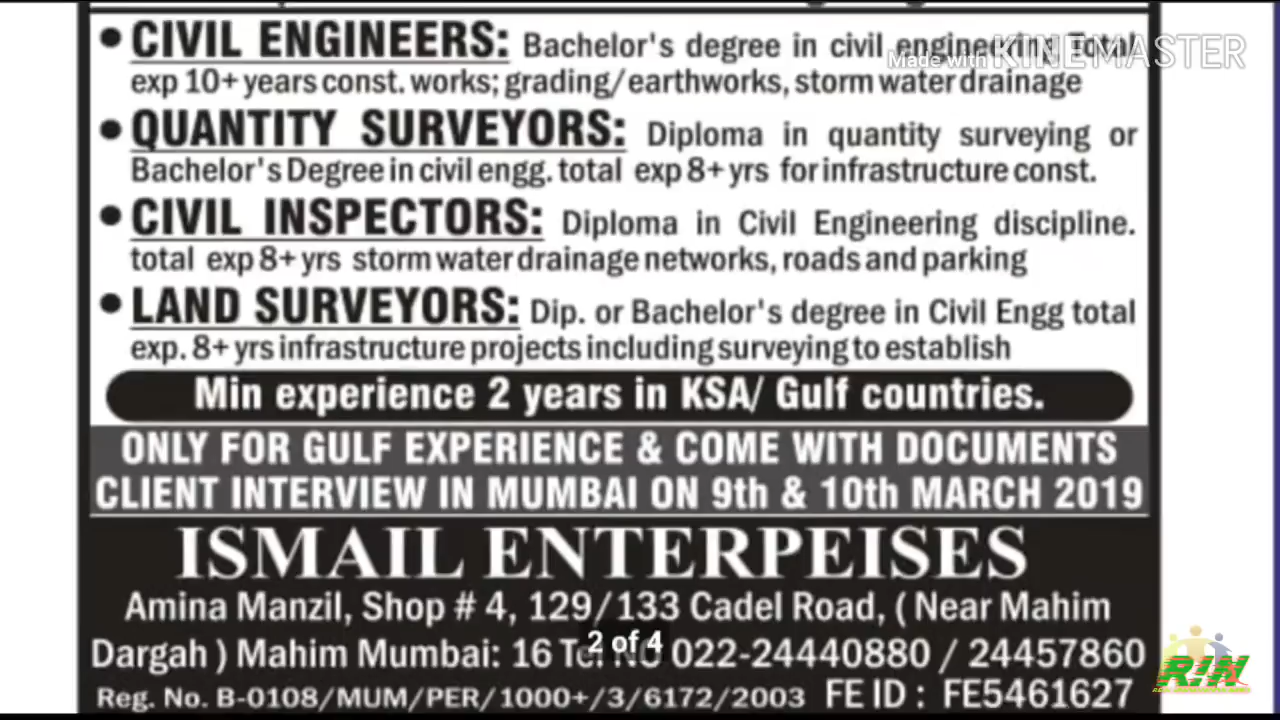 • CIVIL ENGINEERS: Bachelor's degree in civil engineering total
Made with KINEMASTER
exp 10+ years const. works; grading/earthworks, storm water drainage
• QUANTITY SURVEYORS: Diploma in quantity surveying or
Bachelor's Degree in civil engg. total exp 8+ yrs for infrastructure const.
• CIVIL INSPECTORS: Diploma in Civil Engineering discipline.
total exp 8+ yrs storm water drainage networks, roads and parking
• LAND SURVEYORS: Dip. or Bachelor's degree in Civil Engg total
exp. 8+ yrs infrastructure projects including surveying to establish
Min experience 2 years in KSA/ Gulf countries.
ONLY FOR GULF EXPERIENCE & COME WITH DOCUMENTS
CLIENT INTERVIEW IN MUMBAI ON 9th & 10th MARCH 2019
ISMAIL ENTERPEISES
Amina Manzil, Shop # 4, 129/133 Cadel Road, ( Near Mahim
Dargah ) Mahim Mumbai: 16 Tel No 022-24440880 / 24457860
2 of 4
Reg. No. B-0108/MUM/PER/1000+/3/6172/2003 FE ID : FE5461627
R!N